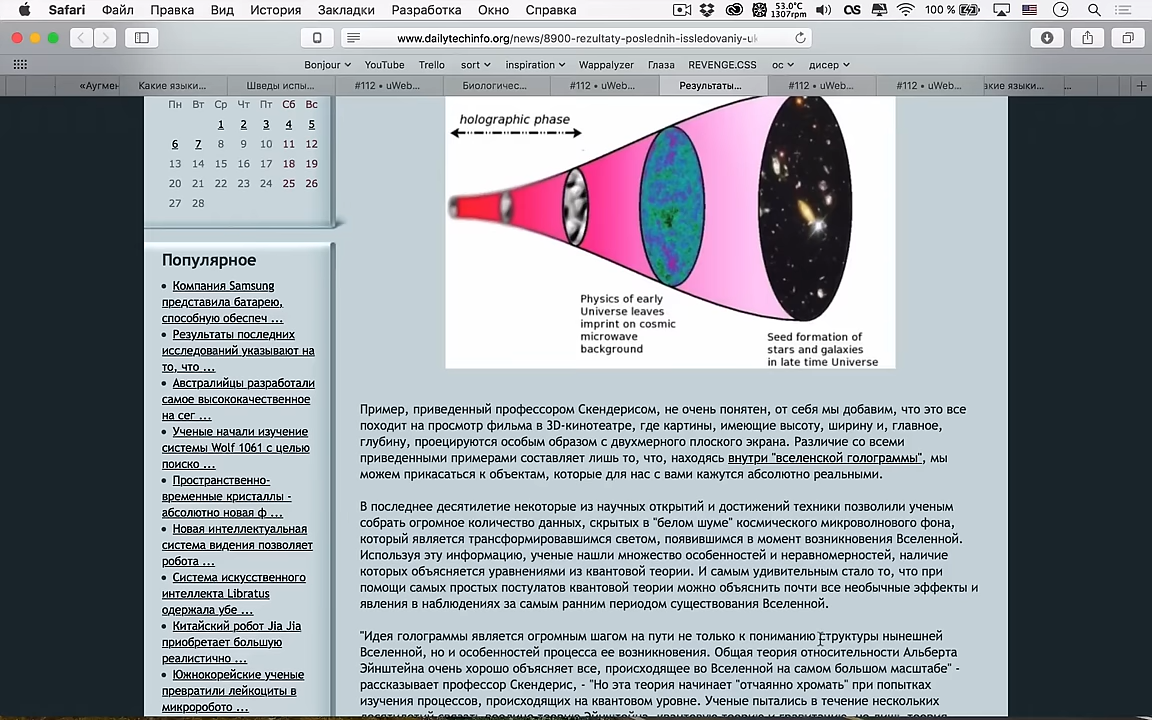 Safari Файл Правка Вид История Закладки Разработка Окно Справка 53.0°C 1307rpm 100 %
www.dailytechinfo.org/news/8900-rezultaty-poslednih-issledovaniy-uk
Bonjour YouTube Trello sort inspiration Wappalyzer Глаза REVENGE.CSS ос дисер
«Аугмен Какие языки... Шведы испы... #112 • uWeb... Биологичес... #112 • uWeb... Результаты... #112 • uWeb... #112 • uWeb... акие языки... ...
Пн Вт Ср Чт Пт Сб Вс
1 2 3 4 5
6 7 8 9 10 11 12
13 14 15 16 17 18 19
20 21 22 23 24 25 26
27 28
Популярное
Компания Samsung
представила батарею,
способную обеспеч ...
Результаты последних
исследований указывают на
то, что ...
Австралийцы разработали
самое высококачественное
на сег ...
Ученые начали изучение
системы Wolf 1061 с целью
поиско ...
Пространственно-
временные кристаллы -
абсолютно новая ф ...
Новая интеллектуальная
система видения позволяет
робота ...
Система искусственного
интеллекта Libratus
одержала убе ...
Китайский робот Jia Jia
приобретает большую
реалистично ...
Южнокорейские ученые
превратили лейкоциты в
микроробото ...
holographic phase
Physics of early
Universe leaves
imprint on cosmic
microwave
background
Seed formation of
stars and galaxies
in late time Universe
Пример, приведенный профессором Скендерисом, не очень понятен, от себя мы добавим, что это все
походит на просмотр фильма в 3D-кинотеатре, где картины, имеющие высоту, ширину и, главное,
глубину, проецируются особым образом с двухмерного плоского экрана. Различие со всеми
приведенными примерами составляет лишь то, что, находясь внутри "вселенской голограммы", мы
можем прикасаться к объектам, которые для нас с вами кажутся абсолютно реальными.
В последнее десятилетие некоторые из научных открытий и достижений техники позволили ученым
собрать огромное количество данных, скрытых в "белом шуме" космического микроволнового фона,
который является трансформировавшимся светом, появившимся в момент возникновения Вселенной.
Используя эту информацию, ученые нашли множество особенностей и неравномерностей, наличие
которых объясняется уравнениями из квантовой теории. И самым удивительным стало то, что при
помощи самых простых постулатов квантовой теории можно объяснить почти все необычные эффекты и
явления в наблюдениях за самым ранним периодом существования Вселенной.
"Идея голограммы является огромным шагом на пути не только к пониманию структуры нынешней
Вселенной, но и особенностей процесса ее возникновения. Общая теория относительности Альберта
Эйнштейна очень хорошо объясняет все, происходящее во Вселенной на самом большом масштабе" -
рассказывает профессор Скендерис, - "Но эта теория начинает "отчаянно хромать" при попытках
изучения процессов, происходящих на квантовом уровне. Ученые пытались в течение нескольких